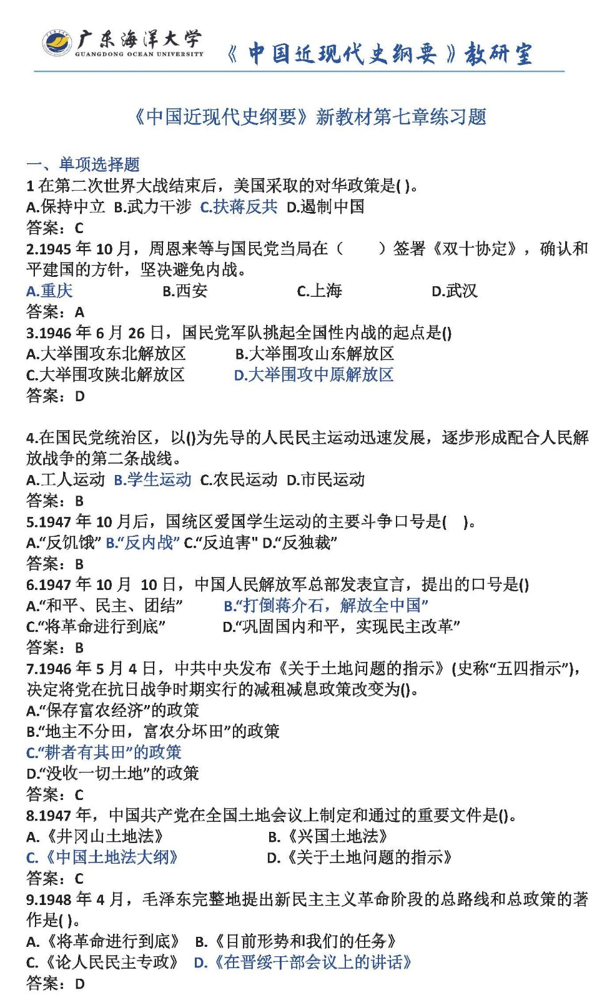 广东海洋大学
GUANGDONG OCEAN UNIVERSITY
《中国近现代史纲要》教研室
《中国近现代史纲要》新教材第七章练习题
一、单项选择题
1 在第二次世界大战结束后，美国采取的对华政策是( )。
A.保持中立 B.武力干涉 C.扶蒋反共 D.遏制中国
答案：C
2.1945 年 10 月，周恩来等与国民党当局在（ ）签署《双十协定》，确认和
平建国的方针，坚决避免内战。
A.重庆 B.西安 C.上海 D.武汉
答案：A
3.1946 年 6 月 26 日，国民党军队挑起全国性内战的起点是()
A.大举围攻东北解放区 B.大举围攻山东解放区
C.大举围攻陕北解放区 D.大举围攻中原解放区
答案：D
4.在国民党统治区，以()为先导的人民民主运动迅速发展，逐步形成配合人民解
放战争的第二条战线。
A.工人运动 B.学生运动 C.农民运动 D.市民运动
答案：B
5.1947 年 10 月后，国统区爱国学生运动的主要斗争口号是( )。
A.“反饥饿” B.“反内战” C.“反迫害" D.“反独裁”
答案：B
6.1947 年 10 月 10 日，中国人民解放军总部发表宣言，提出的口号是()
A.“和平、民主、团结” B.“打倒蒋介石，解放全中国”
C.“将革命进行到底” D.“巩固国内和平，实现民主改革”
答案：B
7.1946 年 5 月 4 日，中共中央发布《关于土地问题的指示》(史称“五四指示”)，
决定将党在抗日战争时期实行的减租减息政策改变为()。
A.“保存富农经济”的政策
B.“地主不分田，富农分坏田”的政策
C.“耕者有其田”的政策
D.“没收一切土地”的政策
答案：C
8.1947 年，中国共产党在全国土地会议上制定和通过的重要文件是()。
A.《井冈山土地法》 B.《兴国土地法》
C.《中国土地法大纲》 D.《关于土地问题的指示》
答案：C
9.1948 年 4 月，毛泽东完整地提出新民主主义革命阶段的总路线和总政策的著
作是( )。
A.《将革命进行到底》 B.《目前形势和我们的任务》
C.《论人民民主专政》 D.《在晋绥干部会议上的讲话》
答案：D